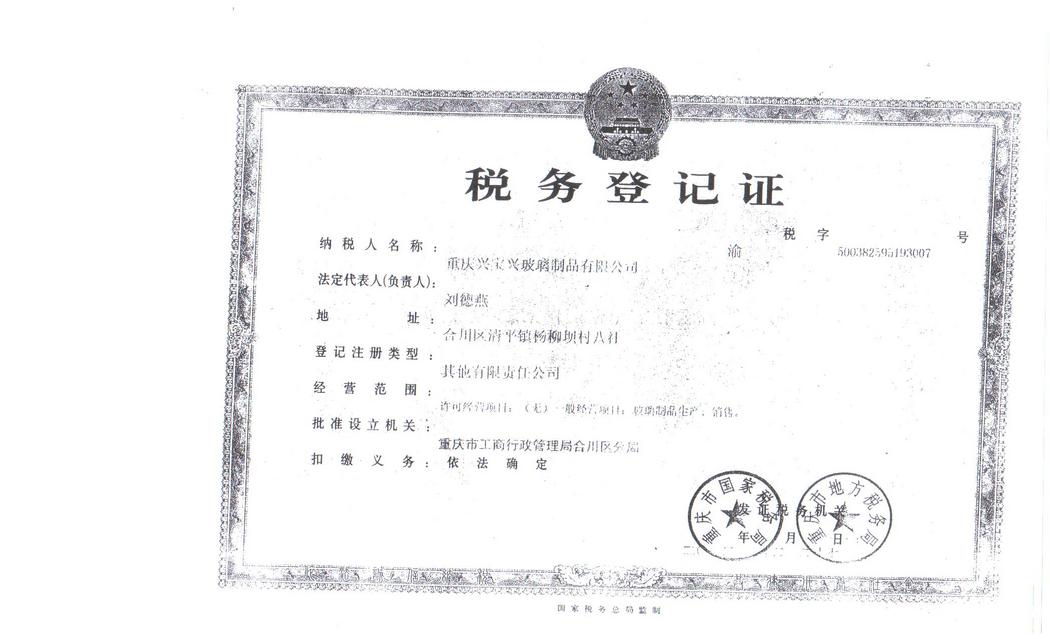 税务登记证
税字 号
渝 500382595193007
纳税人名称：
重庆兴宝兴玻璃制品有限公司
法定代表人(负责人)：
刘德燕
地址：
合川区清平镇杨柳坝村八社
登记注册类型：
其他有限责任公司
经营范围：
许可经营项目：（无）一般经营项目：玻璃制品生产、销售。
批准设立机关：
重庆市工商行政管理局合川区分局
扣缴义务：依法确定
重庆市国家税务局
重庆市地方税务局
发证税务机关
年 月 日
国家税务总局监制